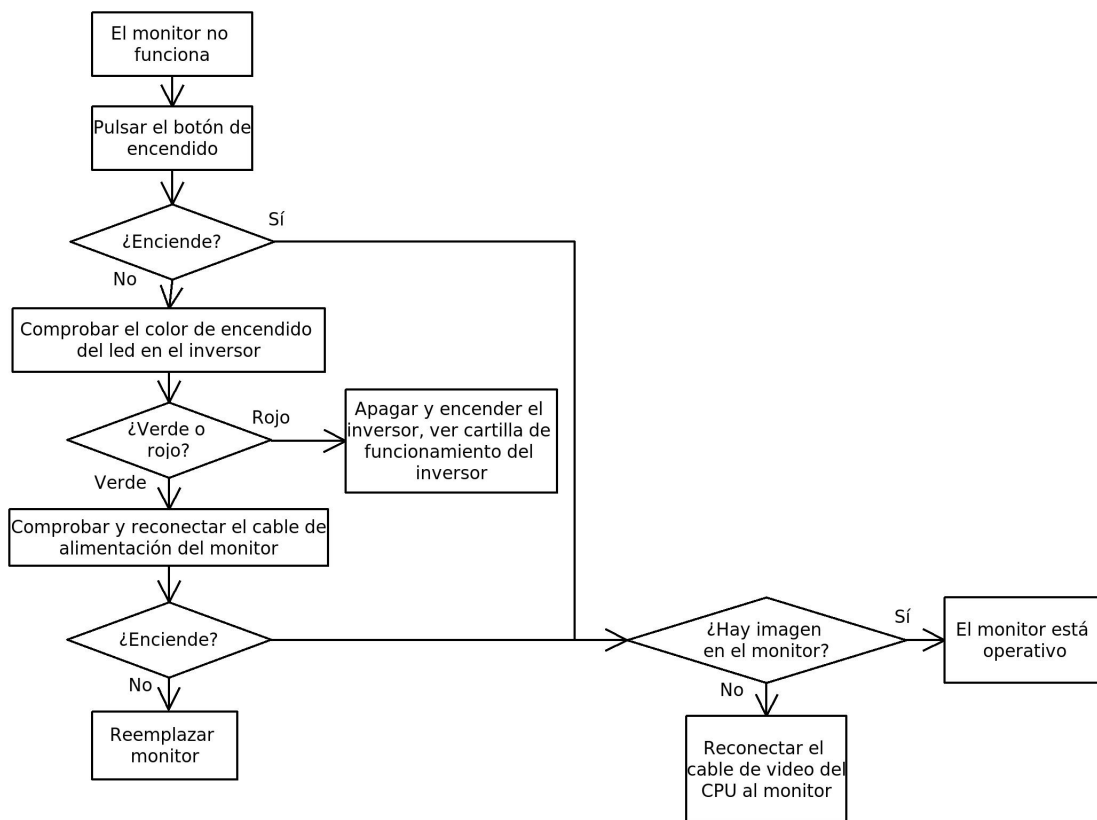 El monitor no
funciona
Pulsar el botón de
encendido
Sí
¿Enciende?
No
Comprobar el color de encendido
del led en el inversor
¿Verde o
rojo?
Rojo
Apagar y encender el
inversor, ver cartilla de
funcionamiento del
inversor
Verde
Comprobar y reconectar el cable de
alimentación del monitor
¿Enciende?
No
Reemplazar
monitor
¿Hay imagen
en el monitor?
Sí
El monitor está
operativo
No
Reconectar el
cable de video del
CPU al monitor